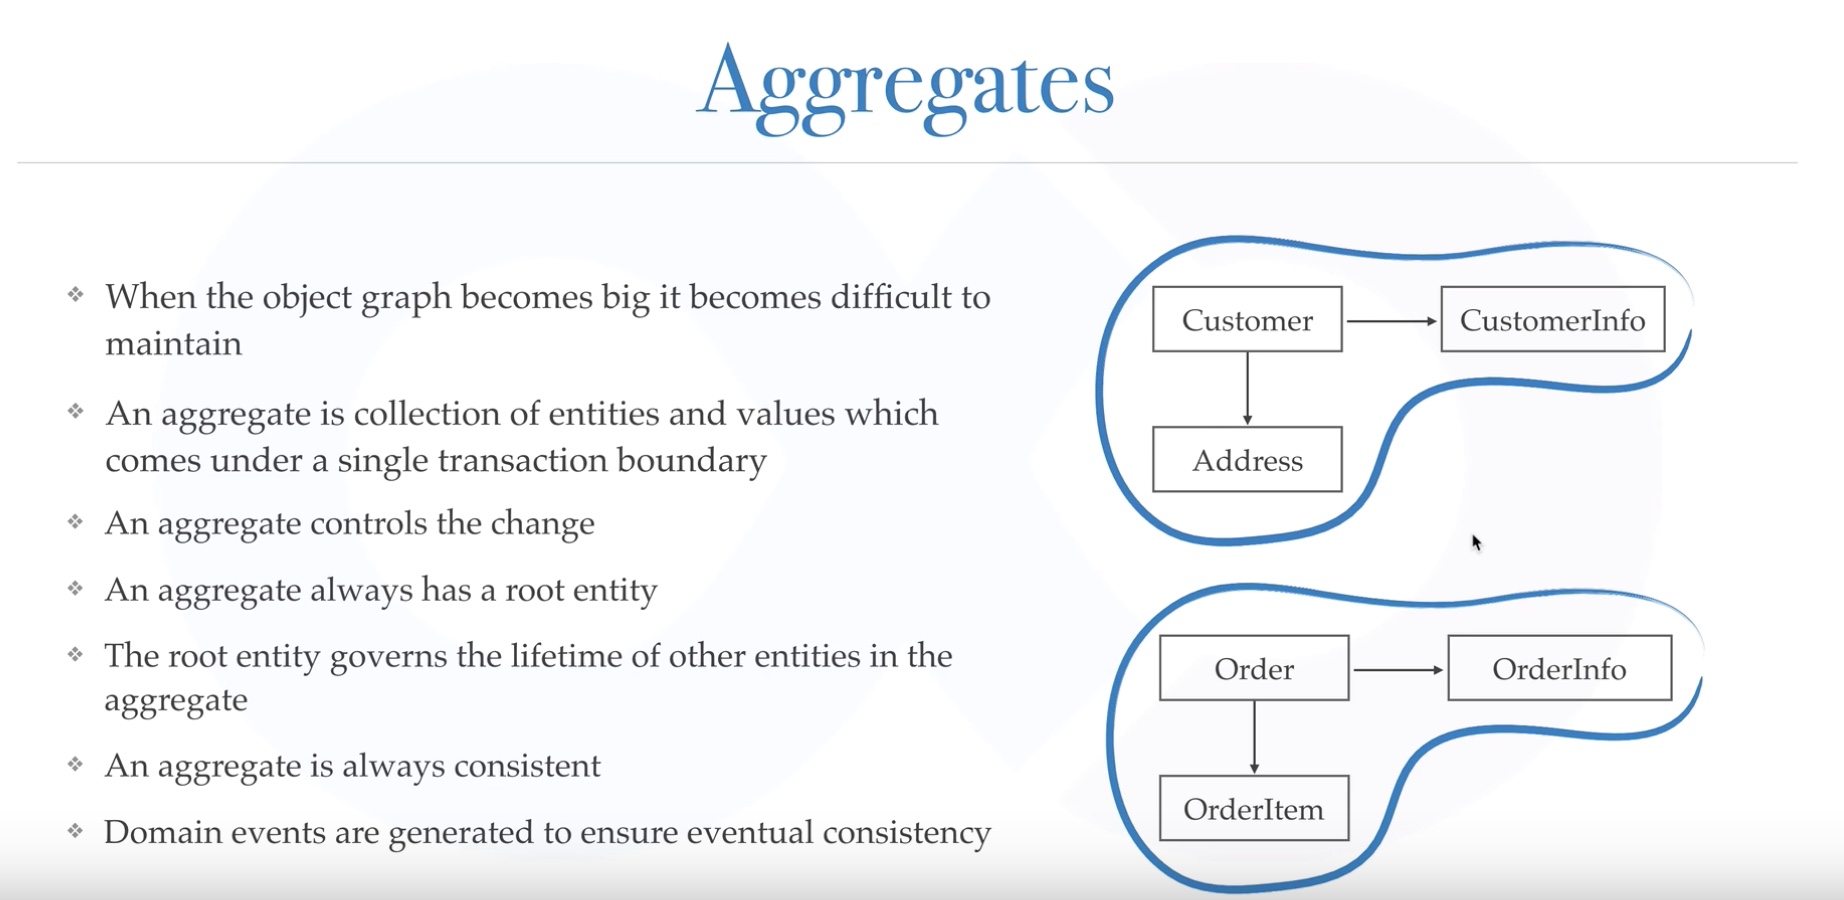 Aggregates
When the object graph becomes big it becomes difficult to
maintain
An aggregate is collection of entities and values which
comes under a single transaction boundary
An aggregate controls the change
An aggregate always has a root entity
The root entity governs the lifetime of other entities in the
aggregate
An aggregate is always consistent
Domain events are generated to ensure eventual consistency
Customer
CustomerInfo
Address
Order
OrderInfo
OrderItem